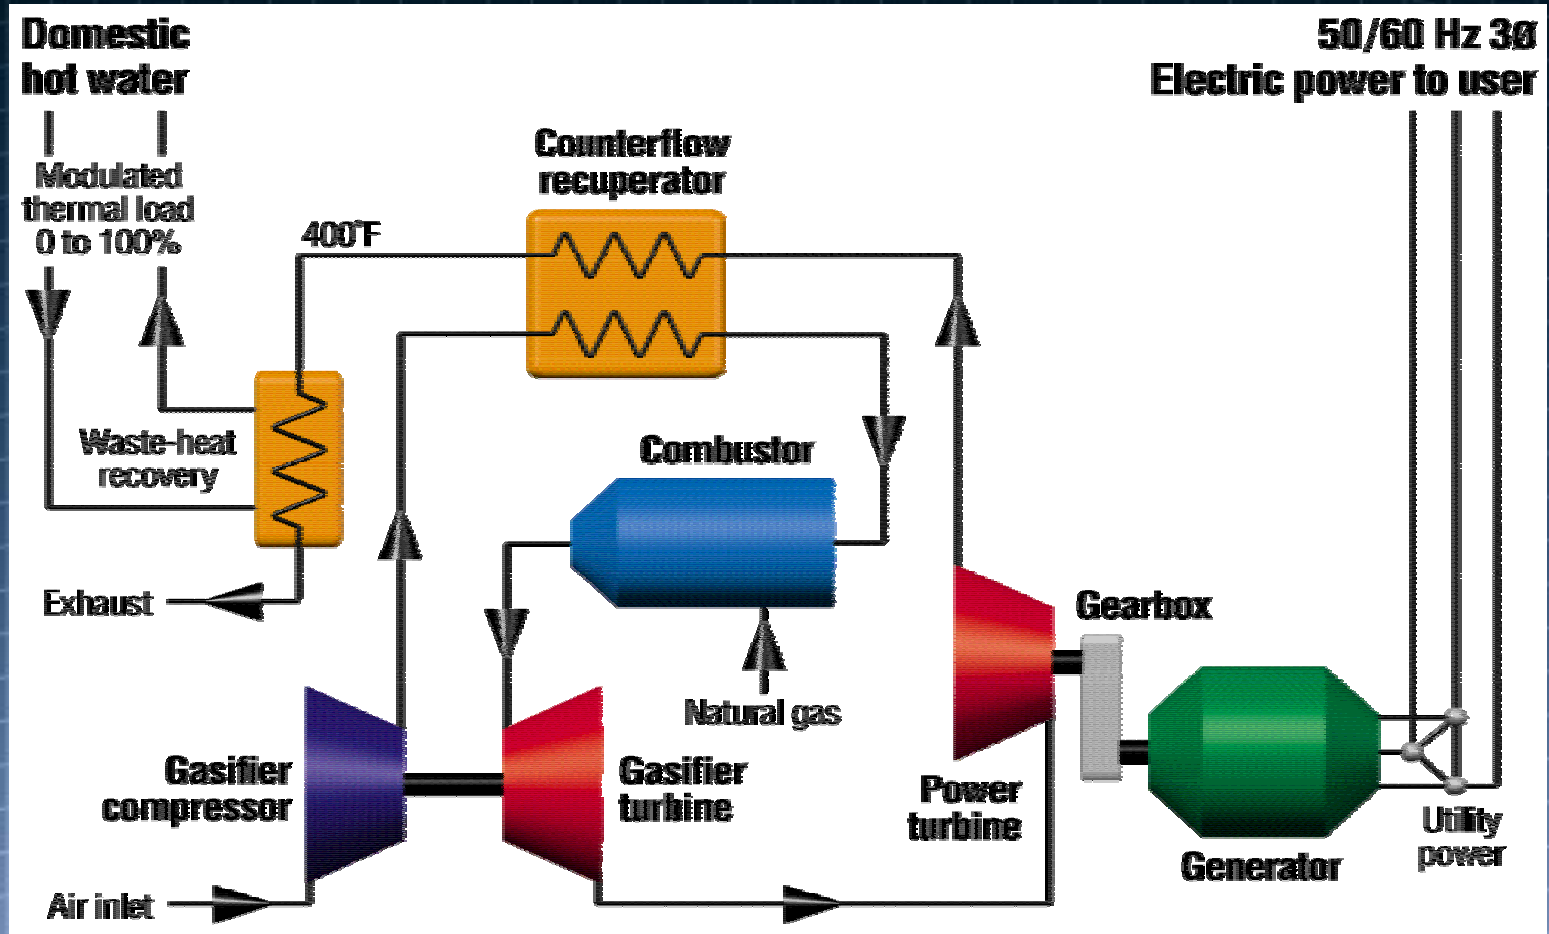 Domestic
hot water
50/60 Hz 3Ø
Electric power to user
Modulated
thermal load
0 to 100%
Counterflow
recuperator
400°F
Waste-heat
recovery
Combustor
Exhaust
Natural gas
Gearbox
Gasifier
compressor
Gasifier
turbine
Power
turbine
Utility
power
Generator
Air inlet